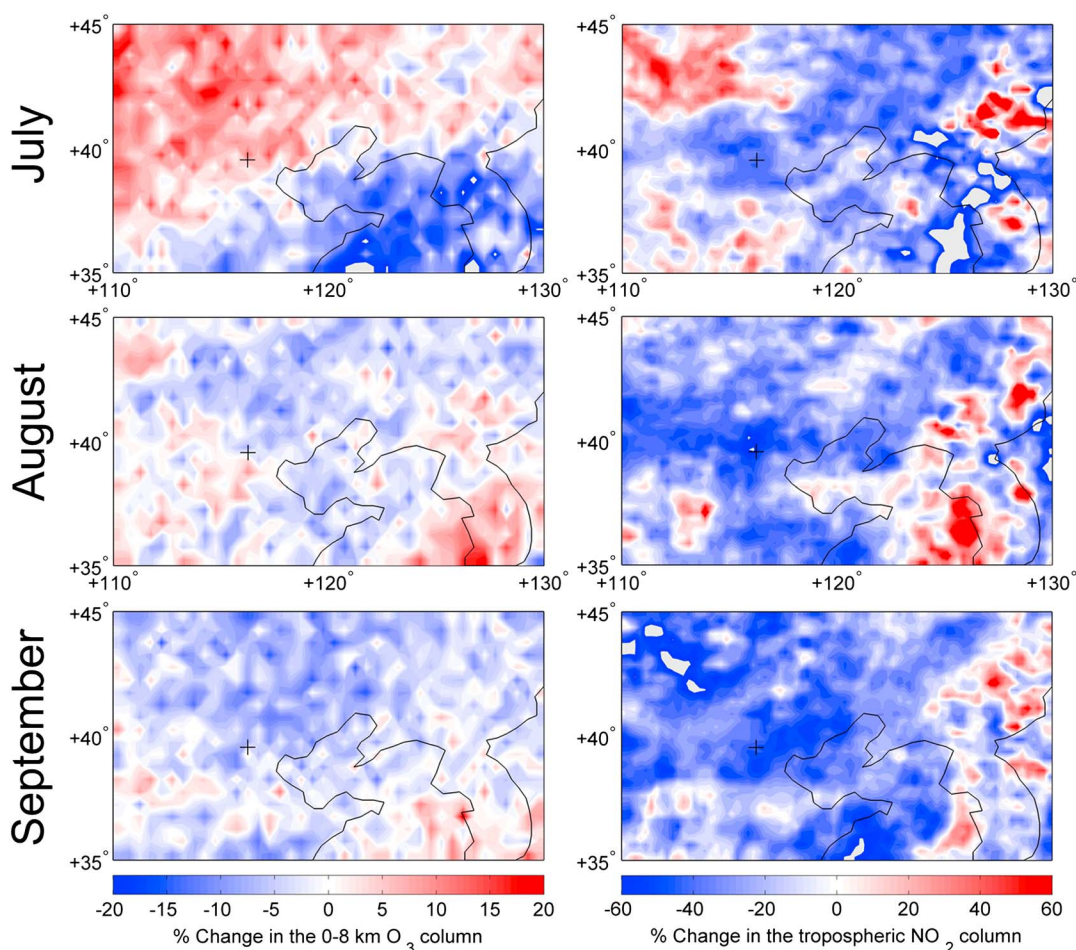 July
+45° +45°
+40° +40°
+35° +35°
+110° +120° +130° +110° +120° +130°
August
+45° +45°
+40° +40°
+35° +35°
+110° +120° +130° +110° +120° +130°
September
+45° +45°
+40° +40°
+35° +35°
-20 -15 -10 -5 0 5 10 15 20 -60 -40 -20 0 20 40 60
% Change in the 0-8 km O₃ column % Change in the tropospheric NO₂ column